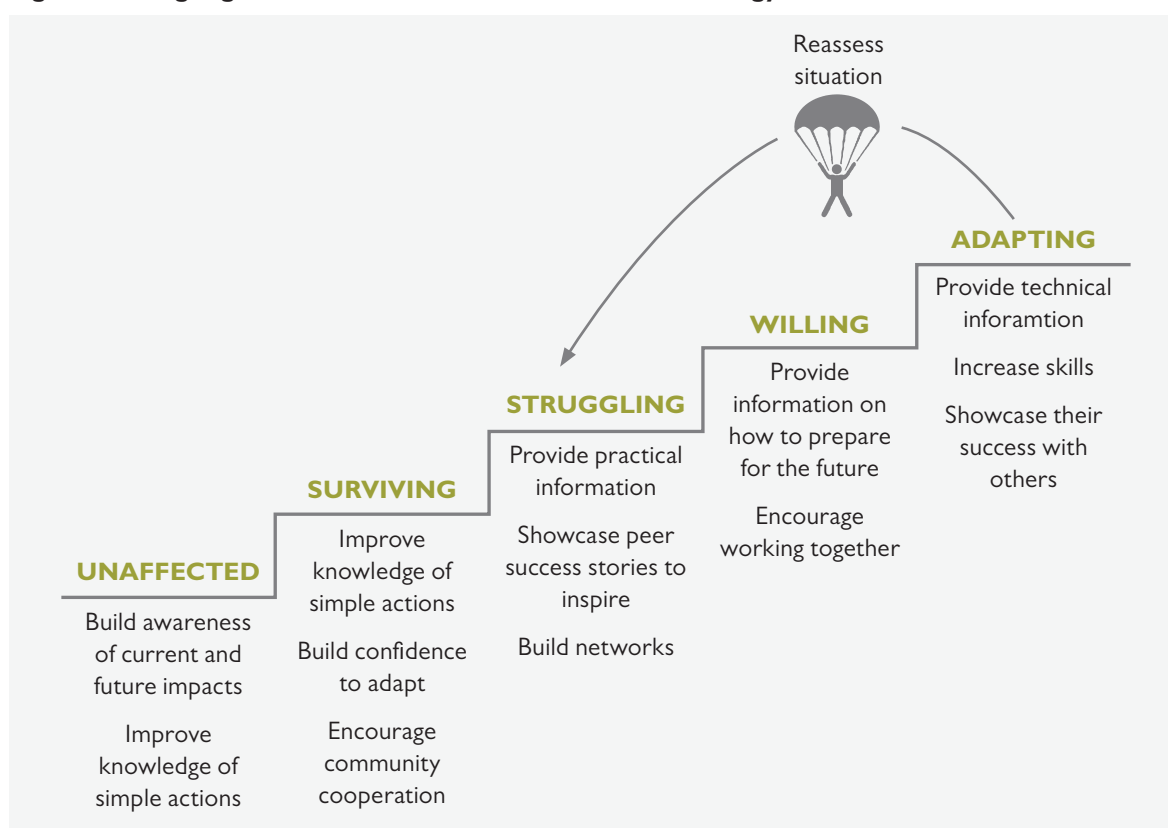 Reassess
situation
ADAPTING
Provide technical
inforamtion
Increase skills
Showcase their
success with
others
WILLING
Provide
information on
how to prepare
for the future
Encourage
working together
STRUGGLING
Provide practical
information
Showcase peer
success stories to
inspire
Build networks
SURVIVING
Improve
knowledge of
simple actions
Build confidence
to adapt
Encourage
community
cooperation
UNAFFECTED
Build awareness
of current and
future impacts
Improve
knowledge of
simple actions